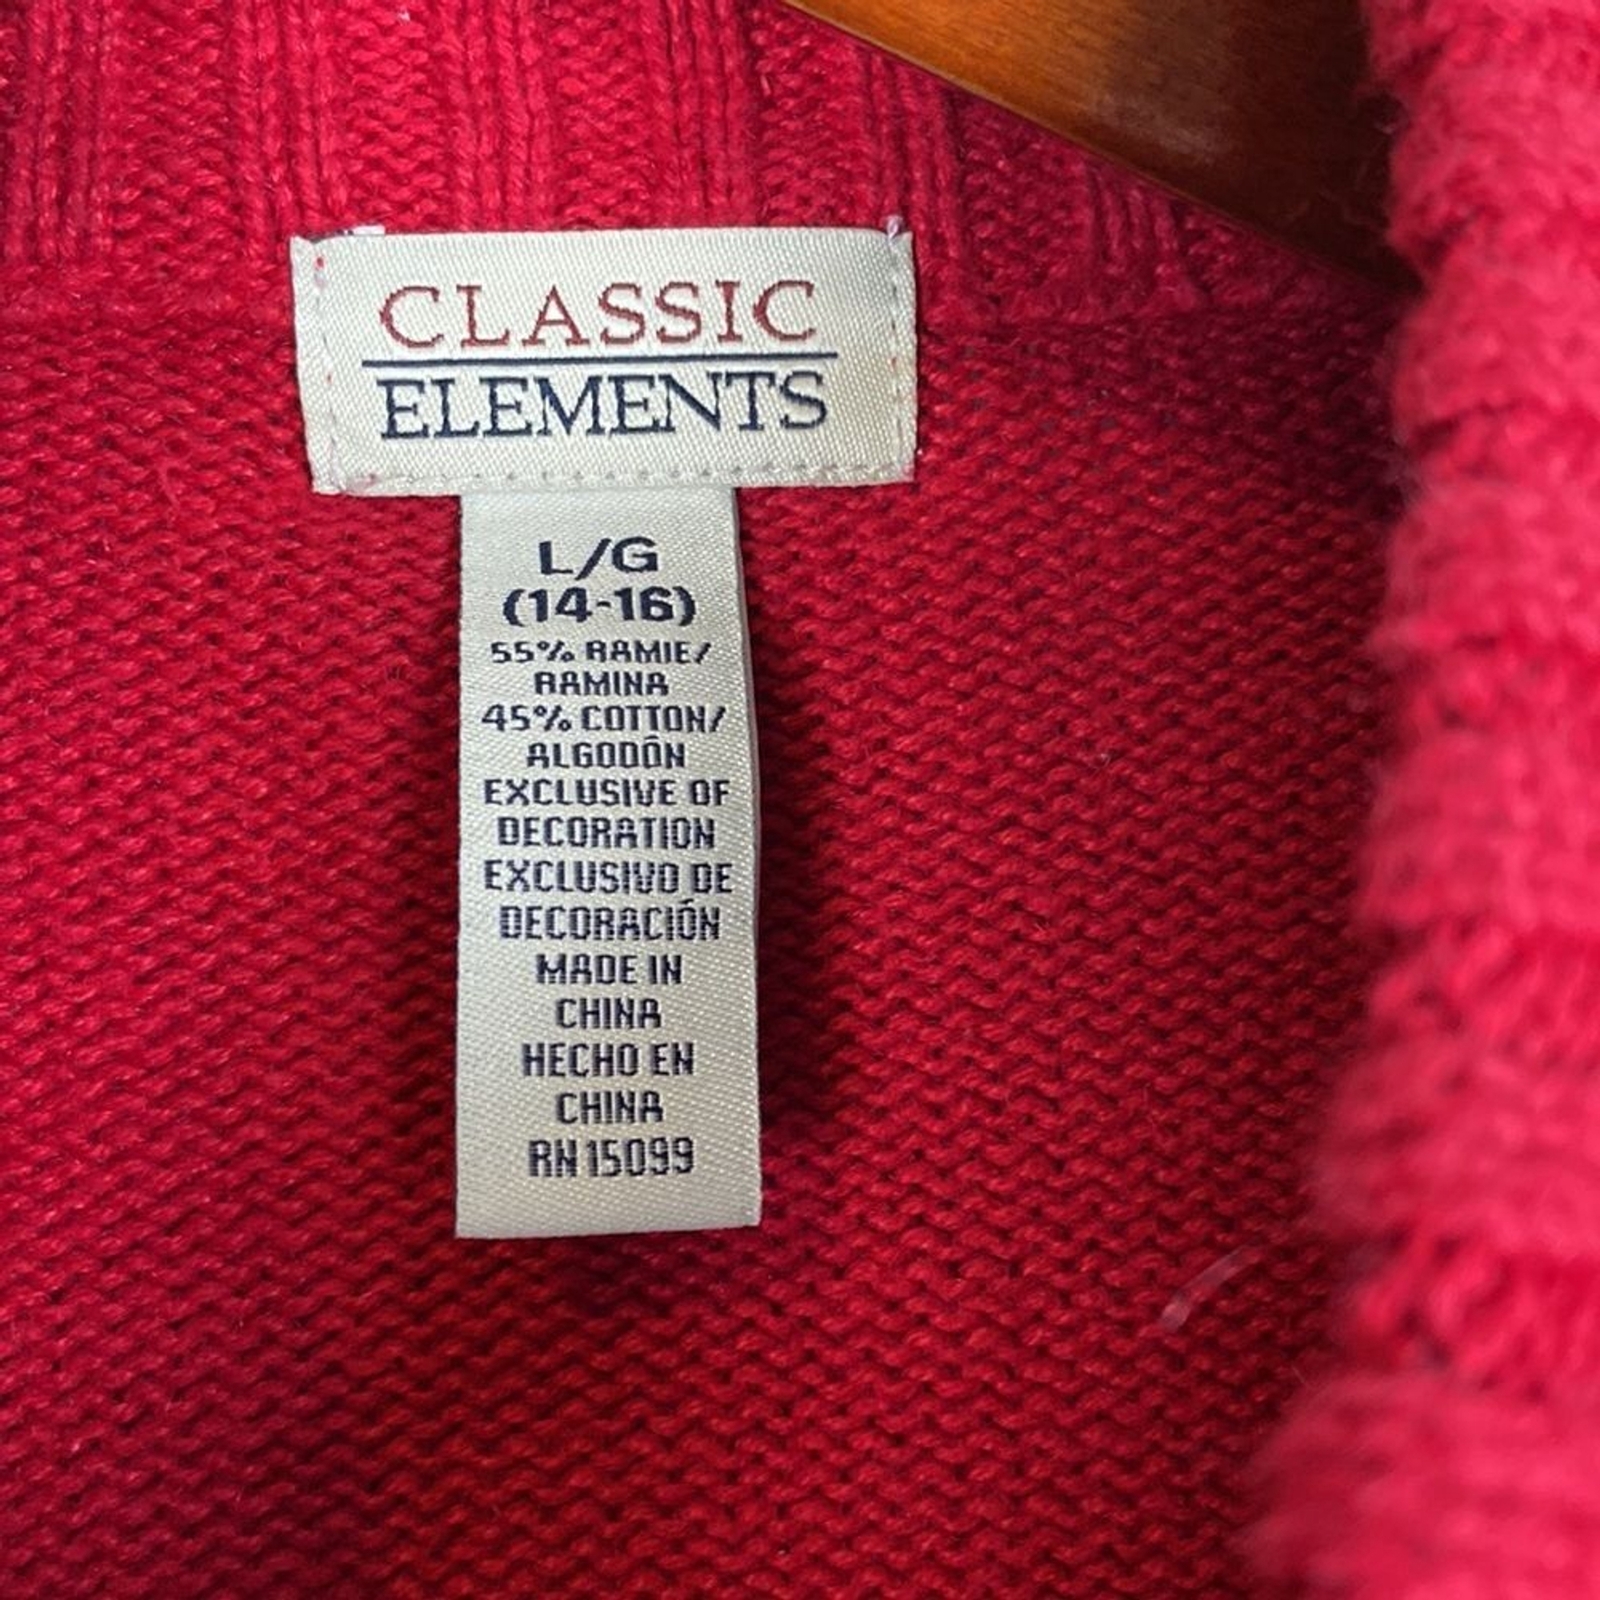 CLASSIC
ELEMENTS
L/G
(14-16)
55% RAMIE/
RAMINA
45% COTTON/
ALGODÓN
EXCLUSIVE OF
DECORATION
EXCLUSIVO DE
DECORACIÓN
MADE IN
CHINA
HECHO EN
CHINA
RN 15099